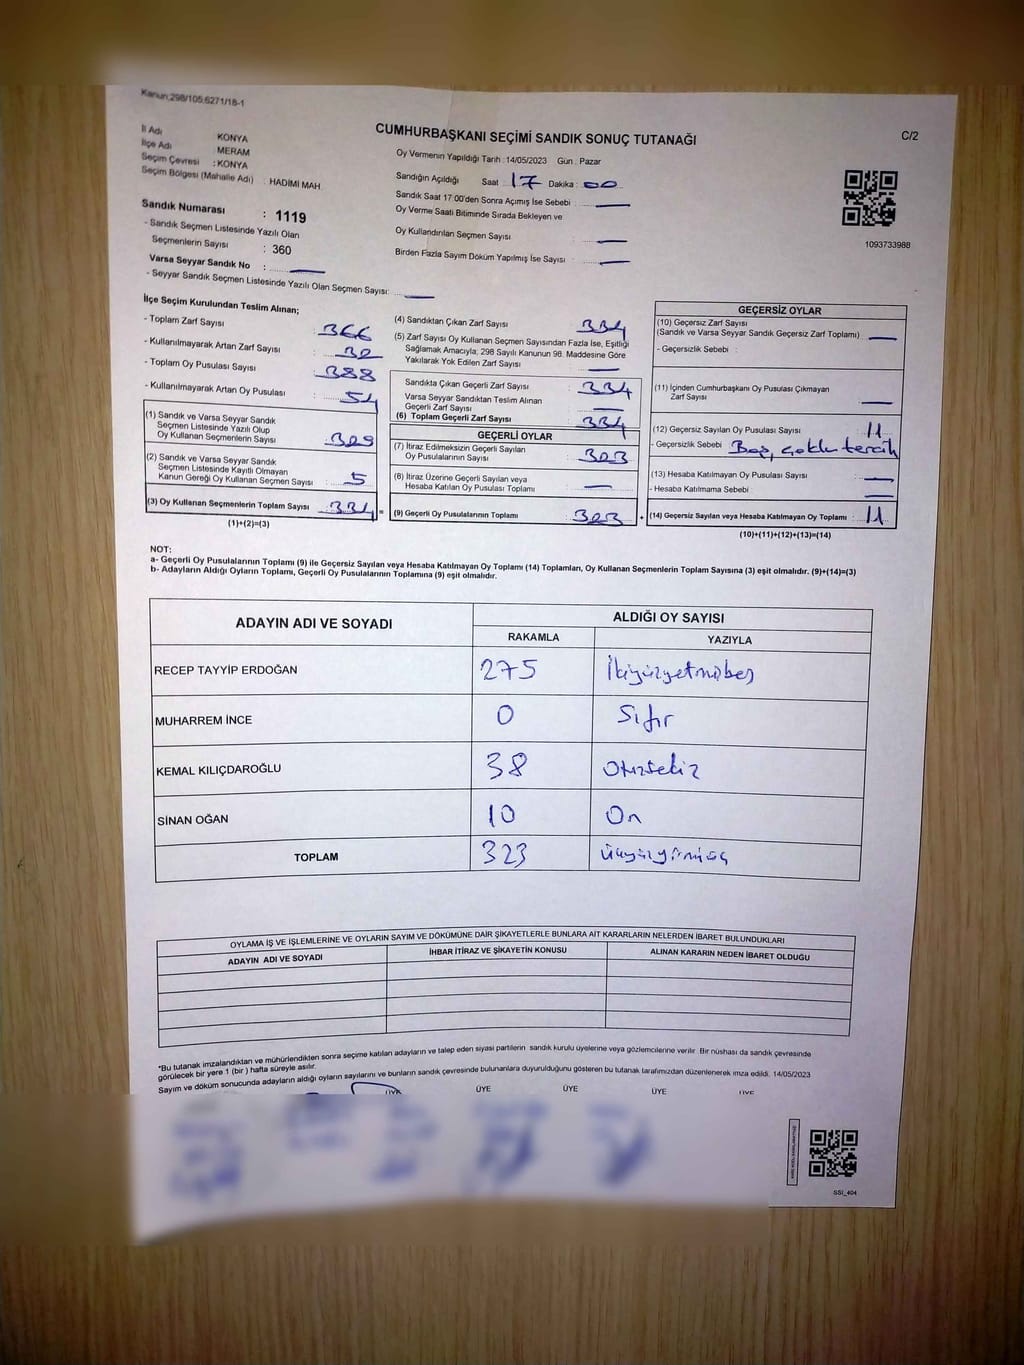 Kanun:298/105,6271/18-1
CUMHURBAŞKANI SEÇİMİ SANDIK SONUÇ TUTANAĞI
C/2
İl Adı KONYA
İlçe Adı : MERAM
Seçim Çevresi : KONYA
Seçim Bölgesi (Mahalle Adı) : HADİMİ MAH
Sandık Numarası : 1119
- Sandık Seçmen Listesinde Yazılı Olan
Seçmenlerin Sayısı : 360
Varsa Seyyar Sandık No :
- Seyyar Sandık Seçmen Listesinde Yazılı Olan Seçmen Sayısı:
Oy Vermenin Yapıldığı Tarih :14/05/2023 Gün : Pazar
Sandığın Açıldığı Saat : 17 Dakika : 00
Sandık Saat 17:00'den Sonra Açımış İse Sebebi :
Oy Verme Saati Bitiminde Sırada Bekleyen ve
Oy Kullandırılan Seçmen Sayısı :
Birden Fazla Sayım Döküm Yapılmış İse Sayısı :
1093733988
İlçe Seçim Kurulundan Teslim Alınan;
- Toplam Zarf Sayısı : 366
- Kullanılmayarak Artan Zarf Sayısı : 32
- Toplam Oy Pusulası Sayısı : 388
- Kullanılmayarak Artan Oy Pusulası : 54
(1) Sandık ve Varsa Seyyar Sandık
Seçmen Listesinde Yazılı Olup
Oy Kullanan Seçmenlerin Sayısı : 329
(2) Sandık ve Varsa Seyyar Sandık
Seçmen Listesinde Kayıtlı Olmayan
Kanun Gereği Oy Kullanan Seçmen Sayısı : 5
(3) Oy Kullanan Seçmenlerin Toplam Sayısı : 334 =
(1)+(2)=(3)
(4) Sandıktan Çıkan Zarf Sayısı : 334
(5) Zarf Sayısı Oy Kullanan Seçmen Sayısından Fazla İse, Eşitliği
Sağlamak Amacıyla; 298 Sayılı Kanunun 98. Maddesine Göre
Yakılarak Yok Edilen Zarf Sayısı :
Sandıkta Çıkan Geçerli Zarf Sayısı : 334
Varsa Seyyar Sandıktan Teslim Alınan
Geçerli Zarf Sayısı :
(6) Toplam Geçerli Zarf Sayısı : 334
GEÇERLİ OYLAR
(7) İtiraz Edilmeksizin Geçerli Sayılan
Oy Pusulalarının Sayısı : 323
(8) İtiraz Üzerine Geçerli Sayılan veya
Hesaba Katılan Oy Pusulası Toplamı :
(9) Geçerli Oy Pusulalarının Toplamı : 323 +
GEÇERSİZ OYLAR
(10) Geçersiz Zarf Sayısı
(Sandık ve Varsa Seyyar Sandık Geçersiz Zarf Toplamı) :
- Geçersizlik Sebebi :
(11) İçinden Cumhurbaşkanı Oy Pusulası Çıkmayan
Zarf Sayısı :
(12) Geçersiz Sayılan Oy Pusulası Sayısı : 11
- Geçersizlik Sebebi : Boş, çoklu tercih
(13) Hesaba Katılmayan Oy Pusulası Sayısı :
- Hesaba Katılmama Sebebi :
(14) Geçersiz Sayılan veya Hesaba Katılmayan Oy Toplamı : 11
(10)+(11)+(12)+(13)=(14)
NOT:
a- Geçerli Oy Pusulalarının Toplamı (9) ile Geçersiz Sayılan veya Hesaba Katılmayan Oy Toplamı (14) Toplamları, Oy Kullanan Seçmenlerin Toplam Sayısına (3) eşit olmalıdır. (9)+(14)=(3)
b- Adayların Aldığı Oyların Toplamı, Geçerli Oy Pusulalarının Toplamına (9) eşit olmalıdır.
ADAYIN ADI VE SOYADI ALDIĞI OY SAYISI
RAKAMLA YAZIYLA
RECEP TAYYİP ERDOĞAN 275 İkiyüzyetmişbeş
MUHARREM İNCE 0 Sıfır
KEMAL KILIÇDAROĞLU 38 Otuzsekiz
SİNAN OĞAN 10 On
TOPLAM 323 üçyüzyirmiüç
OYLAMA İŞ VE İŞLEMLERİNE VE OYLARIN SAYIM VE DÖKÜMÜNE DAİR ŞİKAYETLERLE BUNLARA AİT KARARLARIN NELERDEN İBARET BULUNDUKLARI
ADAYIN ADI VE SOYADI İHBAR İTİRAZ VE ŞİKAYETİN KONUSU ALINAN KARARIN NEDEN İBARET OLDUĞU
*Bu tutanak imzalandıktan ve mühürlendikten sonra seçime katılan adayların ve talep eden siyasi partilerin sandık kurulu üyelerine veya gözlemcilerine verilir. Bir nüshası da sandık çevresinde
görülecek bir yere 1 (bir ) hafta süreyle asılır.
Sayım ve döküm sonucunda adayların aldığı oyların sayılarını ve bunların sandık çevresinde bulunanlara duyurulduğunu gösteren bu tutanak tarafımızdan düzenlenerek imza edildi. 14/05/2023
ÜYE ÜYE ÜYE ÜYE ÜYE
SSİ_404